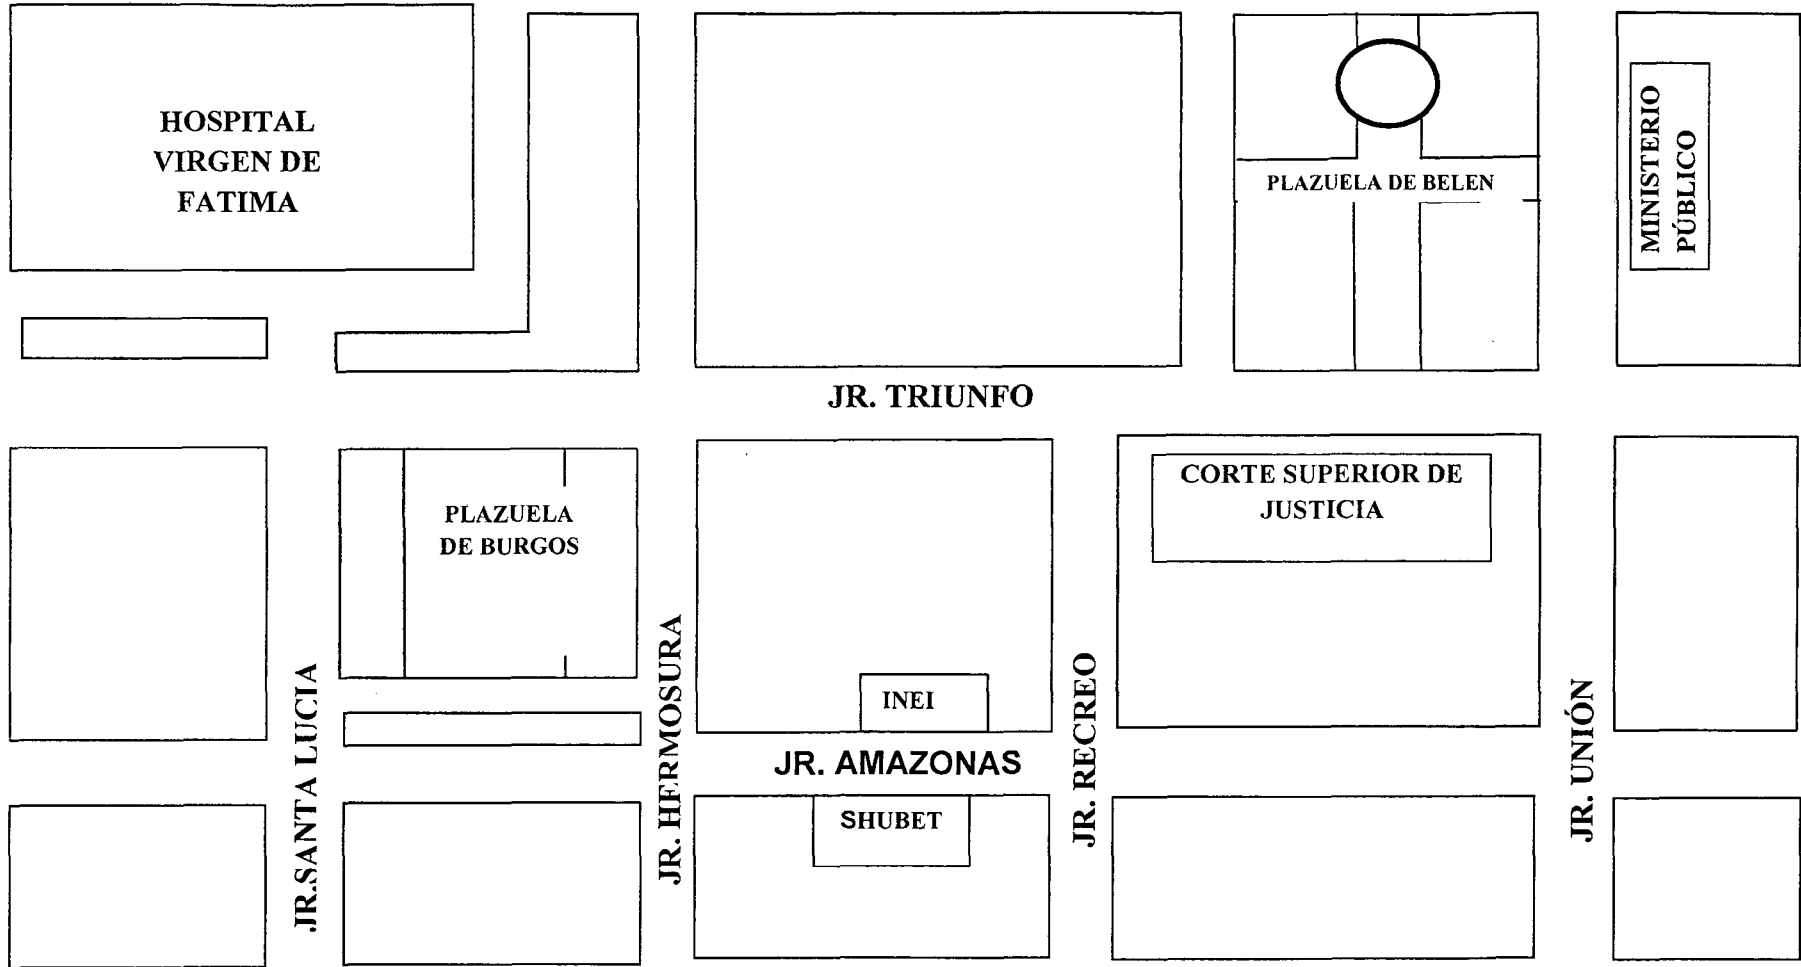 HOSPITAL
VIRGEN DE
FATIMA
PLAZUELA DE BELEN
MINISTERIO
PÚBLICO
JR. TRIUNFO
PLAZUELA
DE BURGOS
CORTE SUPERIOR DE
JUSTICIA
INEI
JR. AMAZONAS
SHUBET
JR.SANTA LUCIA
JR. HERMOSURA
JR. RECREO
JR. UNIÓN